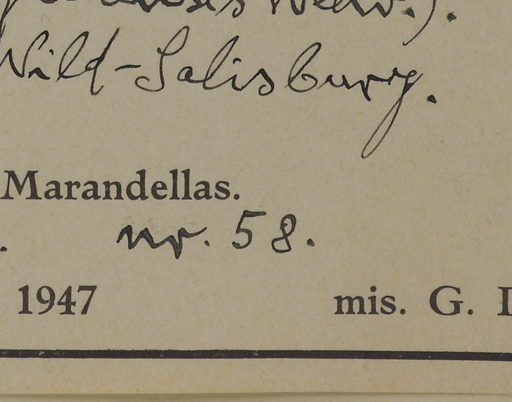 Wild-Salisbury.
Marandellas.
. nr. 58.
1947 mis. G.